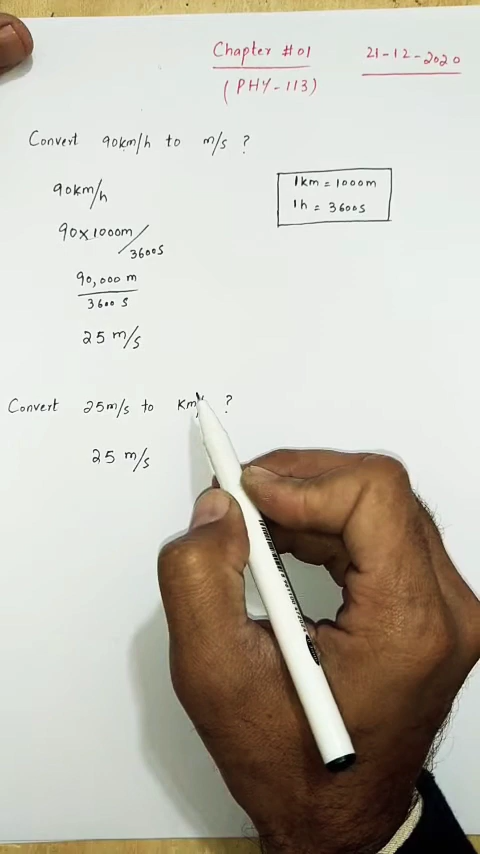 Chapter #01
21-12-2020
(PHY-113)
Convert 90km/h to m/s ?
90km/h
1km = 1000m
1h = 3600s
90x1000m/
3600s
90,000 m
3600 s
25 m/s
Convert 25m/s to km/ ?
25 m/s